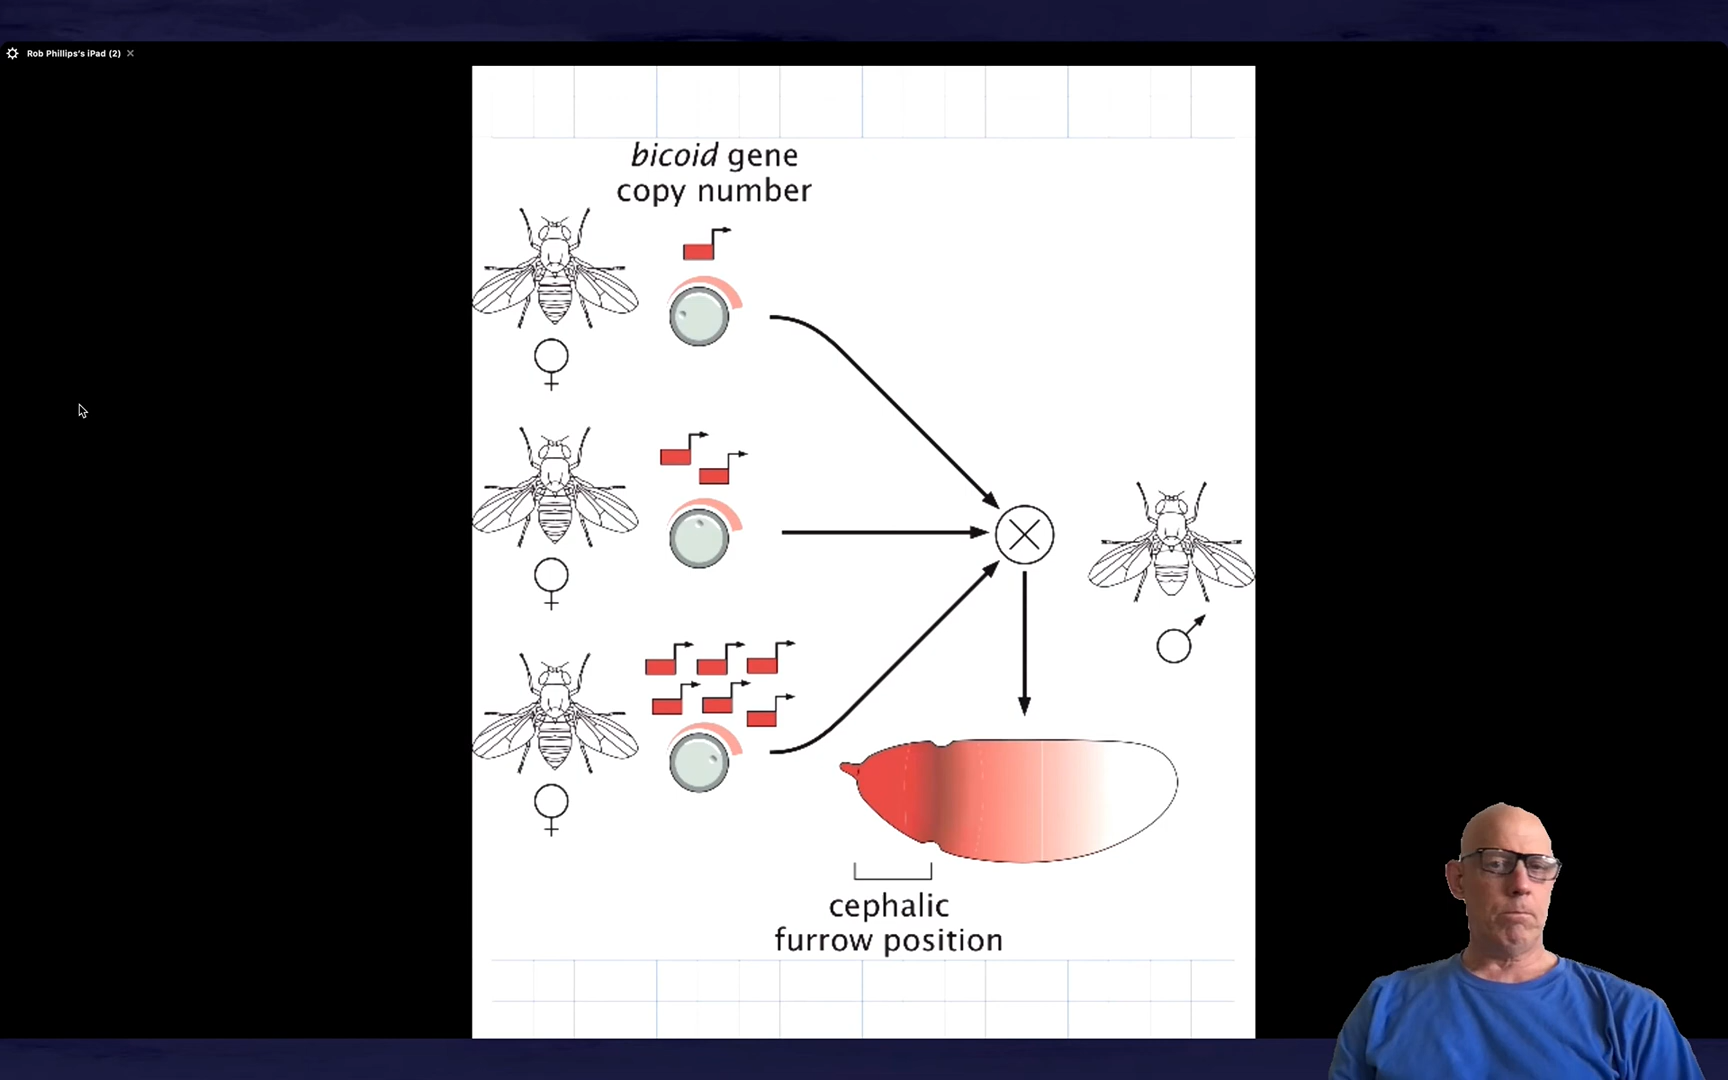 Rob Phillips's iPad (2)
bicoid gene
copy number
cephalic
furrow position